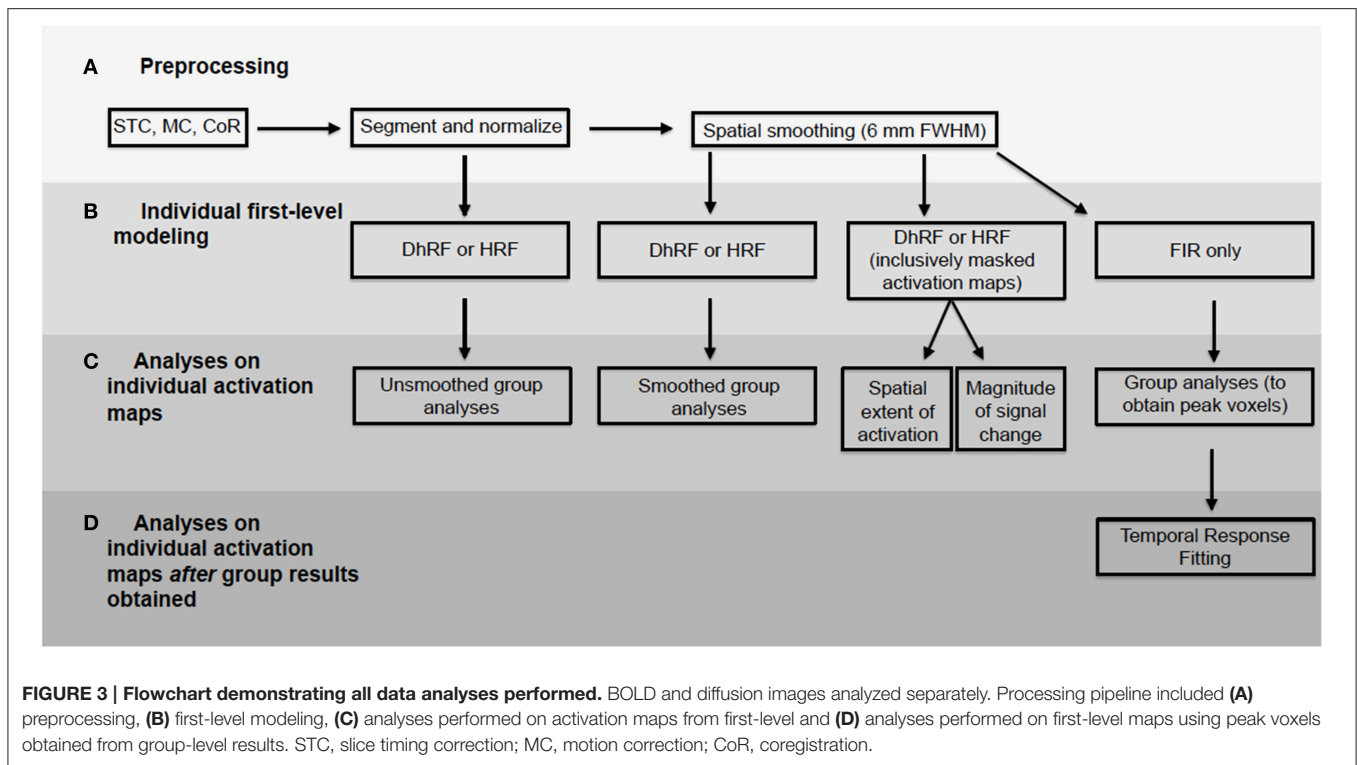 A Preprocessing
STC, MC, CoR
Segment and normalize
Spatial smoothing (6 mm FWHM)
B Individual first-level
modeling
DhRF or HRF
DhRF or HRF
DhRF or HRF
(inclusively masked
activation maps)
FIR only
C Analyses on
individual activation
maps
Unsmoothed group
analyses
Smoothed group
analyses
Spatial
extent of
activation
Magnitude
of signal
change
Group analyses (to
obtain peak voxels)
D Analyses on
individual activation
maps after group results
obtained
Temporal Response
Fitting
FIGURE 3 | Flowchart demonstrating all data analyses performed. BOLD and diffusion images analyzed separately. Processing pipeline included (A)
preprocessing, (B) first-level modeling, (C) analyses performed on activation maps from first-level and (D) analyses performed on first-level maps using peak voxels
obtained from group-level results. STC, slice timing correction; MC, motion correction; CoR, coregistration.